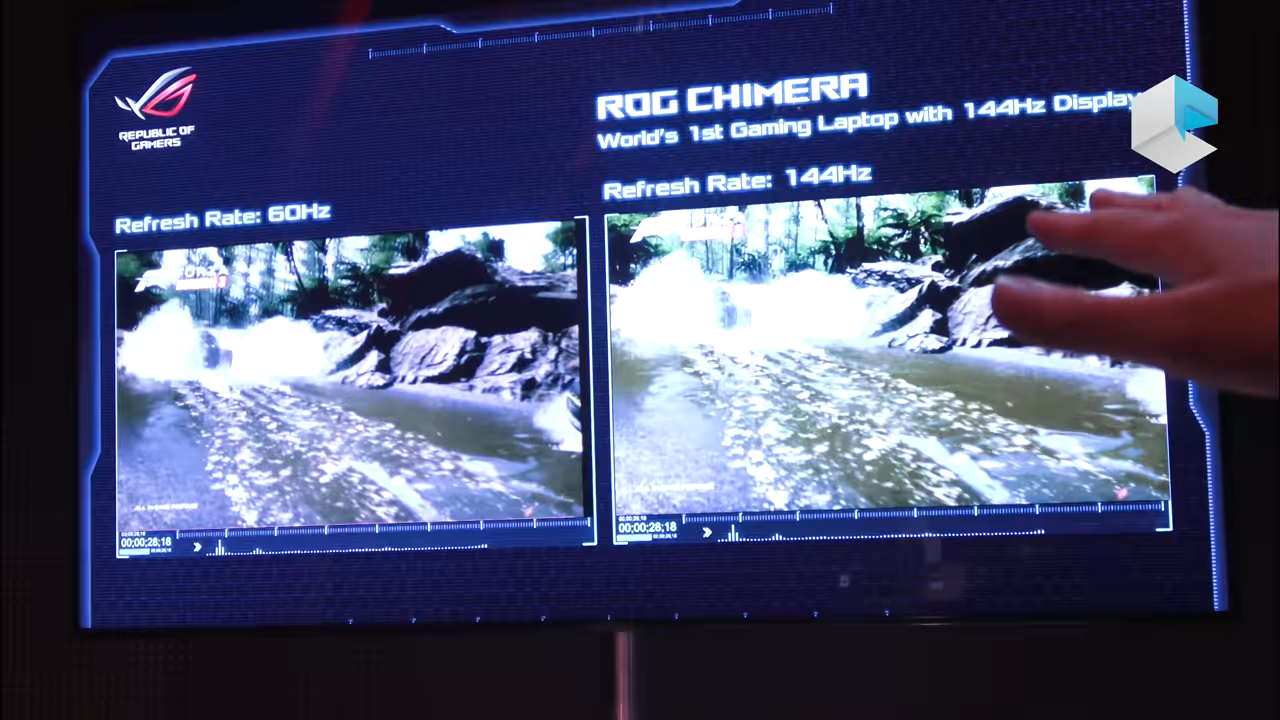 REPUBLIC OF
GAMERS
ROG CHIMERA
World's 1st Gaming Laptop with 144Hz Display
Refresh Rate: 60Hz
Refresh Rate: 144Hz
00;00;28;18
00;00;28;18